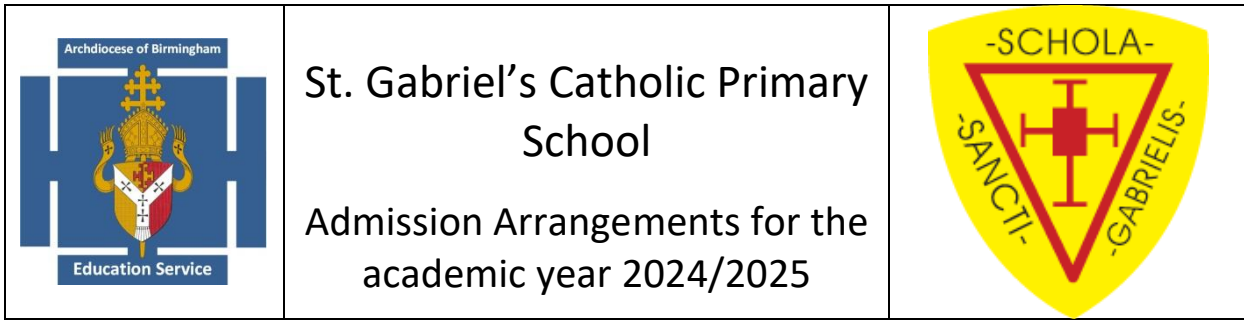 Archdiocese of Birmingham
Education Service
St. Gabriel’s Catholic Primary
School
Admission Arrangements for the
academic year 2024/2025
-SCHOLA-
-SANCTI-
-GABRIELIS-